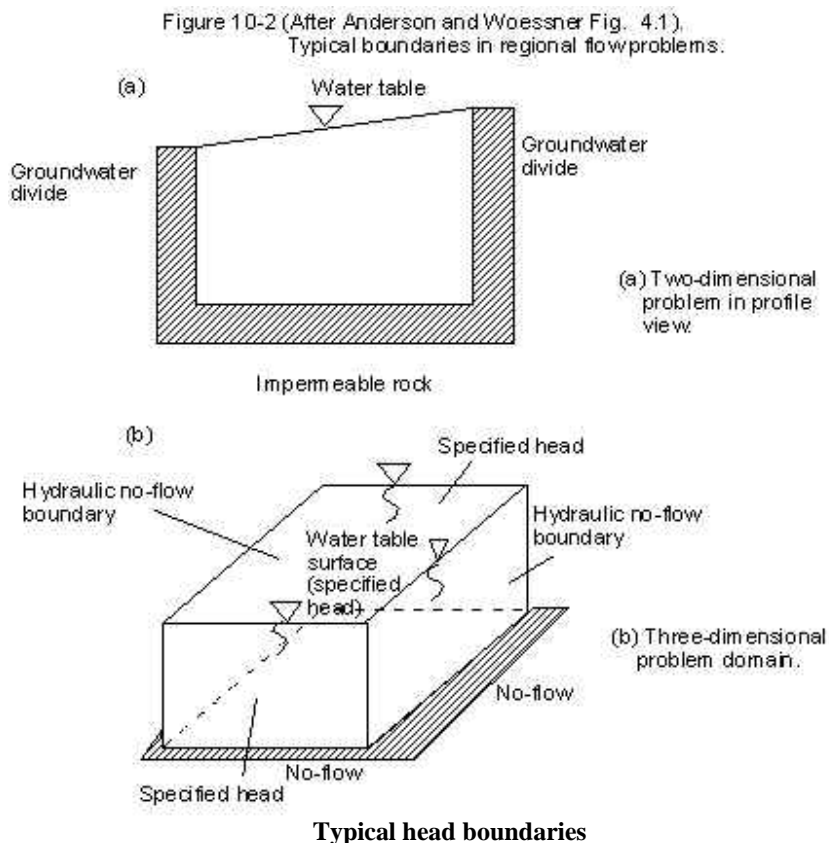 Figure 10-2 (After Anderson and Woessner Fig. 4.1),
Typical boundaries in regional flow problems.
(a)
Water table
Groundwater
divide
Groundwater
divide
(a) Two-dimensional
problem in profile
view.
Impermeable rock
(b)
Specified head
Hydraulic no-flow
boundary
Hydraulic no-flow
boundary
Water table
surface
(specified
head)
(b) Three-dimensional
problem domain.
No-flow
No-flow
Specified head
Typical head boundaries